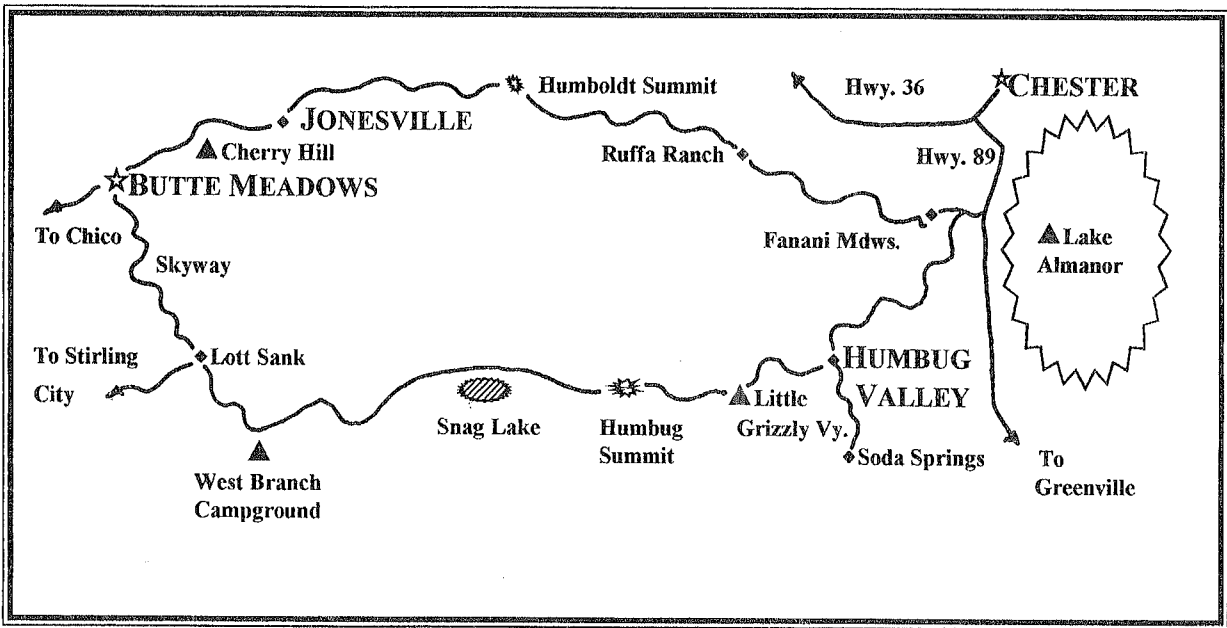 Humboldt Summit
Hwy. 36
CHESTER
JONESVILLE
Cherry Hill
Ruffa Ranch
Hwy. 89
BUTTE MEADOWS
To Chico
Fanani Mdws.
Lake
Almanor
Skyway
To Stirling
City
Lott Sank
HUMBUG
VALLEY
Snag Lake
Humbug
Summit
Little
Grizzly Vy.
Soda Springs
To
Greenville
West Branch
Campground